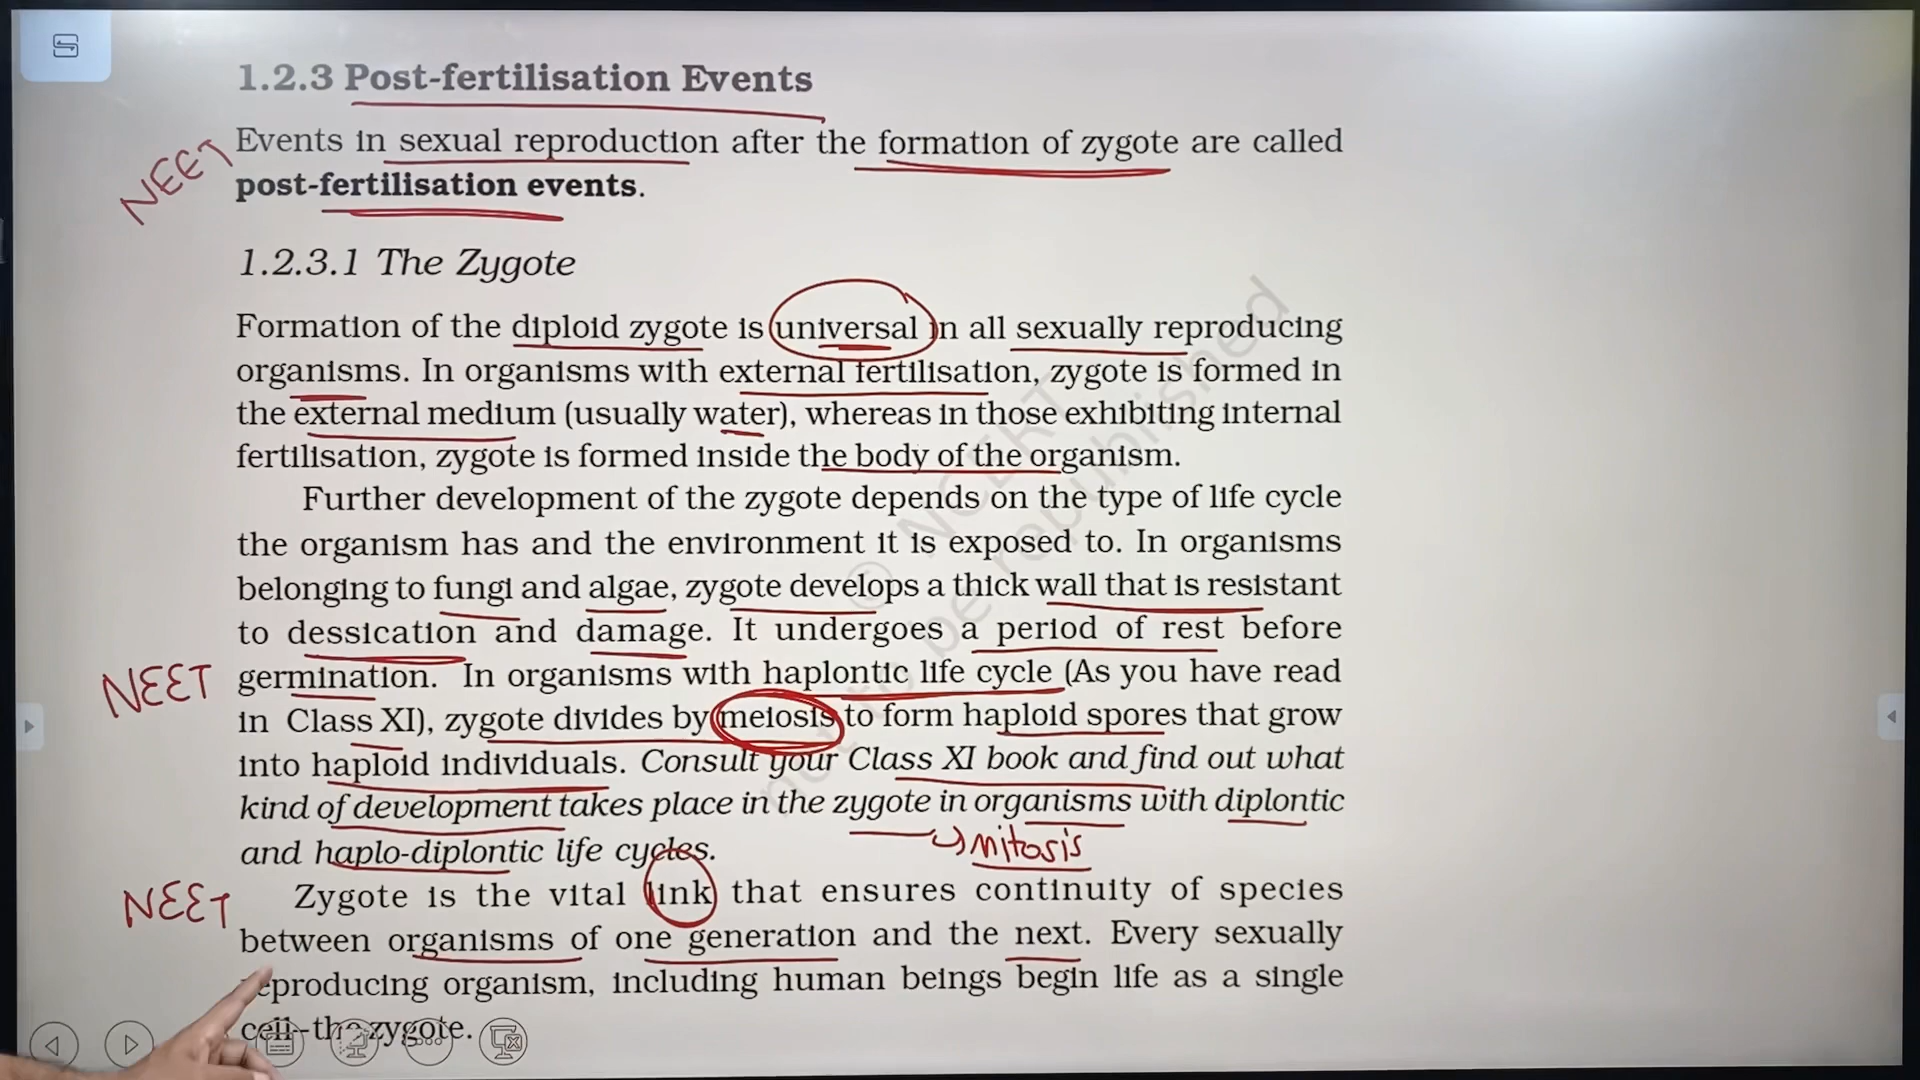 1.2.3 Post-fertilisation Events
NEET
Events in sexual reproduction after the formation of zygote are called
post-fertilisation events.
1.2.3.1 The Zygote
Formation of the diploid zygote is universal in all sexually reproducing
organisms. In organisms with external fertilisation, zygote is formed in
the external medium (usually water), whereas in those exhibiting internal
fertilisation, zygote is formed inside the body of the organism.
Further development of the zygote depends on the type of life cycle
the organism has and the environment it is exposed to. In organisms
belonging to fungi and algae, zygote develops a thick wall that is resistant
to dessication and damage. It undergoes a period of rest before
NEET
germination. In organisms with haplontic life cycle (As you have read
in Class XI), zygote divides by meiosis to form haploid spores that grow
into haploid individuals. Consult your Class XI book and find out what
kind of development takes place in the zygote in organisms with diplontic
mitosis
and haplo-diplontic life cycles.
NEET
Zygote is the vital link that ensures continuity of species
between organisms of one generation and the next. Every sexually
reproducing organism, including human beings begin life as a single
cell–the zygote.
© NCERT
not to be republished